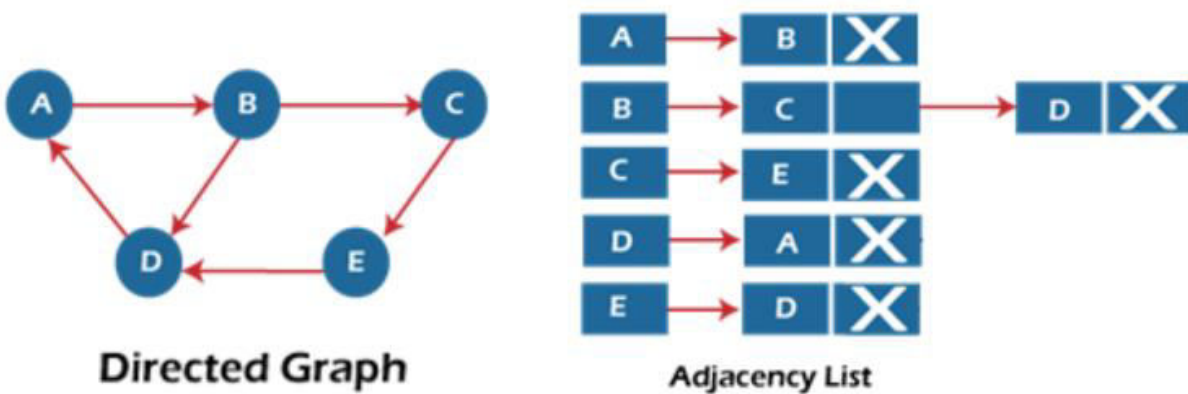 A B C
D E
Directed Graph
A B X
B C D X
C E X
D A X
E D X
Adjacency List